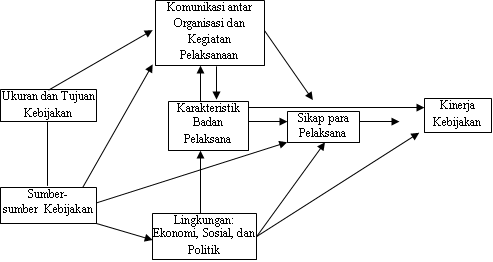 Komunikasi antar
Organisasi dan
Kegiatan
Pelaksanaan
Ukuran dan Tujuan
Kebijakan
Karakteristik
Badan
Pelaksana
Sikap para
Pelaksana
Kinerja
Kebijakan
Sumber-
sumber Kebijakan
Lingkungan:
Ekonomi, Sosial, dan
Politik